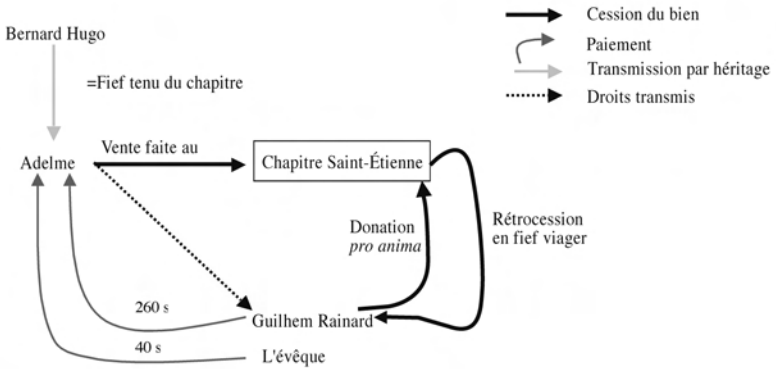 Bernard Hugo
=Fief tenu du chapitre
Cession du bien
Paiement
Transmission par héritage
Droits transmis
Vente faite au
Adelme
Chapitre Saint-Étienne
Donation
pro anima
Rétrocession
en fief viager
260 s
Guilhem Rainard
40 s
L'évêque